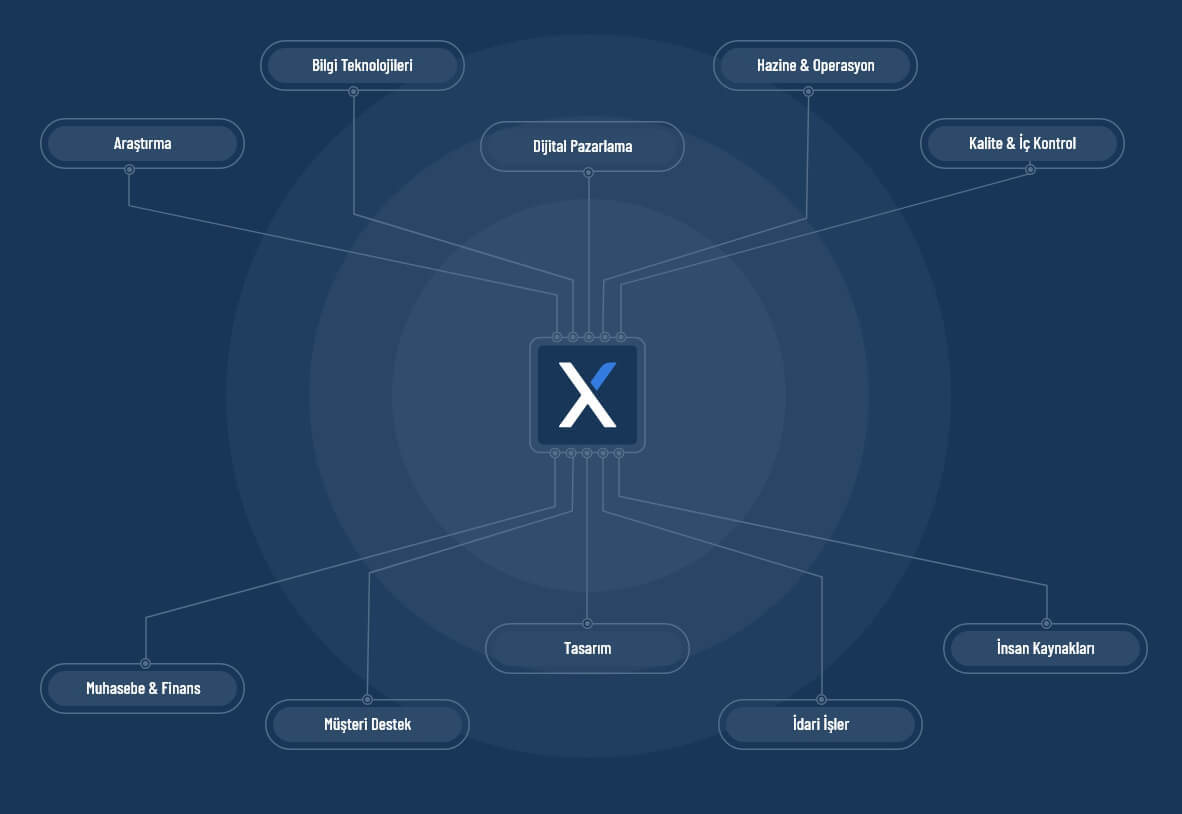 Bilgi Teknolojileri
Hazine & Operasyon
Araştırma
Dijital Pazarlama
Kalite & İç Kontrol
Tasarım
İnsan Kaynakları
Muhasebe & Finans
Müşteri Destek
İdari İşler